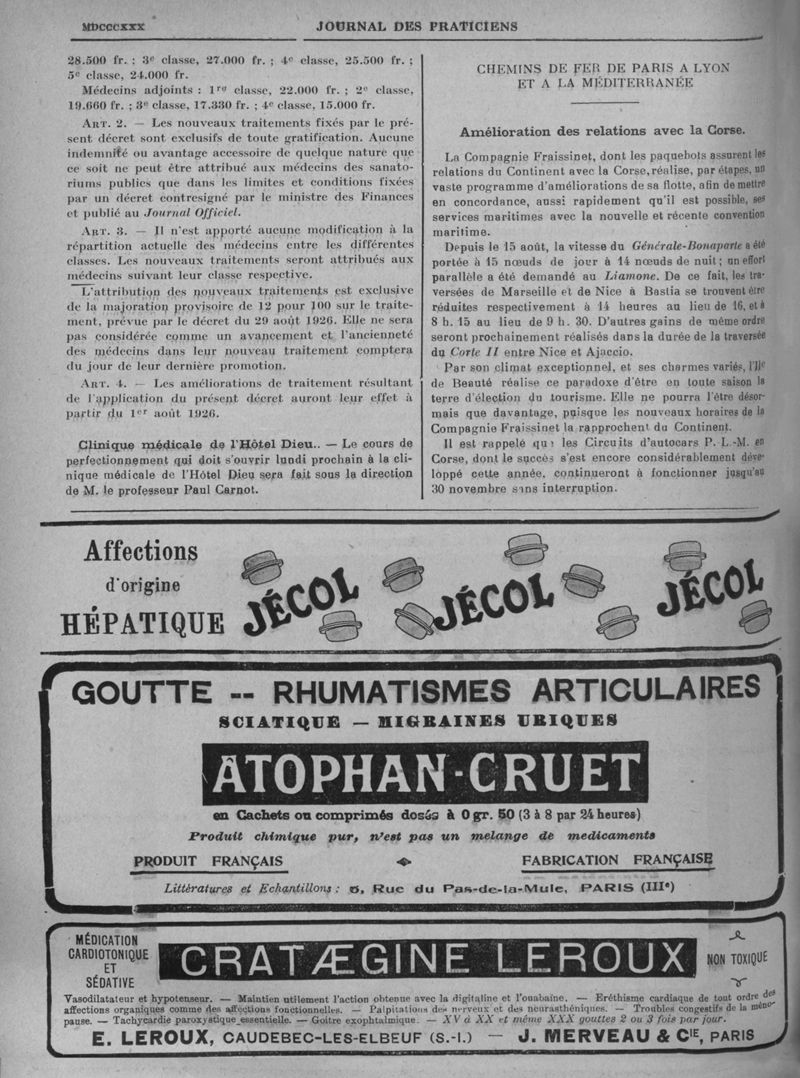 MDCCCXXX
JOURNAL DES PRATICIENS
28.500 fr. ; 3e classe, 27.000 fr. ; 4e classe, 25.500 fr. ;
5e classe, 24.000 fr.
Médecins adjoints : 1re classe, 22.000 fr. ; 2e classe,
19.660 fr. ; 3e classe, 17.330 fr. ; 4e classe, 15.000 fr.
ART. 2. — Les nouveaux traitements fixés par le pré-
sent décret sont exclusifs de toute gratification. Aucune
indemnité ou avantage accessoire de quelque nature que
ce soit ne peut être attribué aux médecins des sanato-
riums publics que dans les limites et conditions fixées
par un décret contresigné par le ministre des Finances
et publié au Journal Officiel.
ART. 3. — Il n'est apporté aucune modification à la
répartition actuelle des médecins entre les différentes
classes. Les nouveaux traitements seront attribués aux
médecins suivant leur classe respective.
L'attribution des nouveaux traitements est exclusive
de la majoration provisoire de 12 pour 100 sur le traite-
ment, prévue par le décret du 29 août 1926. Elle ne sera
pas considérée comme un avancement et l'ancienneté
des médecins dans leur nouveau traitement comptera
du jour de leur dernière promotion.
ART. 4. — Les améliorations de traitement résultant
de l'application du présent décret auront leur effet à
partir du 1er août 1926.
Clinique médicale de l'Hôtel Dieu.. — Le cours de
perfectionnement qui doit s'ouvrir lundi prochain à la cli-
nique médicale de l'Hôtel Dieu sera fait sous la direction
de M. le professeur Paul Carnot.
CHEMINS DE FER DE PARIS A LYON
ET A LA MÉDITERRANÉE
Amélioration des relations avec la Corse.
La Compagnie Fraissinet, dont les paquebots assurent les
relations du Continent avec la Corse, réalise, par étapes, un
vaste programme d'améliorations de sa flotte, afin de mettre
en concordance, aussi rapidement qu'il est possible, ses
services maritimes avec la nouvelle et récente convention
maritime.
Depuis le 15 août, la vitesse du Générale-Bonaparte a été
portée à 15 nœuds de jour à 14 nœuds de nuit ; un effort
parallèle a été demandé au Liamone. De ce fait, les tra-
versées de Marseille et de Nice à Bastia se trouvent être
réduites respectivement à 14 heures au lieu de 16, et à
8 h. 15 au lieu de 9 h. 30. D'autres gains de même ordre
seront prochainement réalisés dans la durée de la traversée
du Corte II entre Nice et Ajaccio.
Par son climat exceptionnel, et ses charmes variés, l'Ile
de Beauté réalise ce paradoxe d'être en toute saison la
terre d'élection du tourisme. Elle ne pourra l'être désor-
mais que davantage, puisque les nouveaux horaires de la
Compagnie Fraissinet la rapprochent du Continent.
Il est rappelé que les Circuits d'autocars P.-L.-M. en
Corse, dont le succès s'est encore considérablement déve-
loppé cette année, continueront à fonctionner jusqu'au
30 novembre sans interruption.
Affections
d'origine
HÉPATIQUE
JÉCOL
JÉCOL
JÉCOL
GOUTTE -- RHUMATISMES ARTICULAIRES
SCIATIQUE — MIGRAINES URIQUES
ATOPHAN-CRUET
en Cachets ou comprimés dosés à 0 gr. 50 (3 à 8 par 24 heures)
Produit chimique pur, n'est pas un melange de medicaments
PRODUIT FRANÇAIS
FABRICATION FRANÇAISE
Littératures et Echantillons : 5, Rue du Pas-de-la-Mule, PARIS (IIIe)
MÉDICATION
CARDIOTONIQUE
ET
SÉDATIVE
CRATÆGINE LEROUX
NON TOXIQUE
Vasodilatateur et hypotenseur. — Maintien utilement l'action obtenue avec la digitaline et l'ouabaïne. — Eréthisme cardiaque de tout ordre des
affections organiques comme des affections fonctionnelles. — Palpitations des nerveux et des neurasthéniques. — Troubles congestifs de la méno-
pause. — Tachycardie paroxystique essentielle. — Goitre exophtalmique. — XV à XX et même XXX gouttes 2 ou 3 fois par jour.
E. LEROUX, CAUDEBEC-LES-ELBEUF (S.-I.) — J. MERVEAU & CIE, PARIS